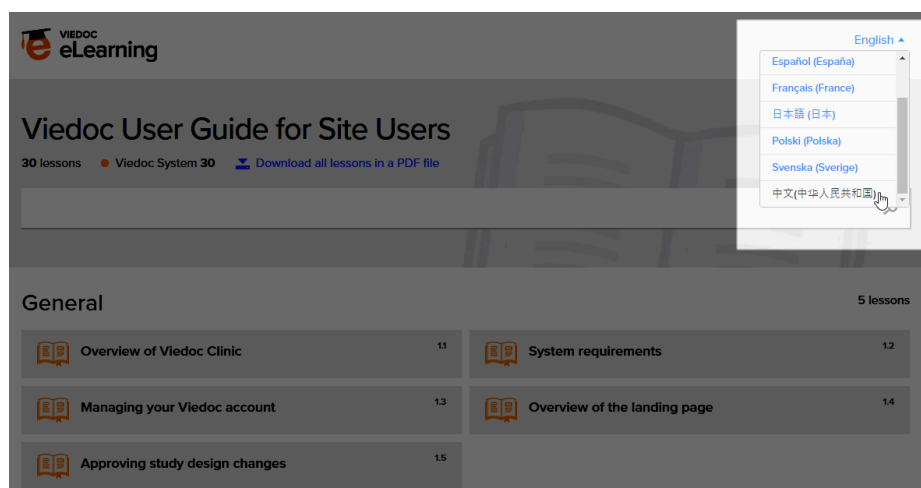 VIEDOC
eLearning
English
Español (España)
Français (France)
日本語 (日本)
Polski (Polska)
Svenska (Sverige)
中文(中华人民共和国)
Viedoc User Guide for Site Users
30 lessons Viedoc System 30 Download all lessons in a PDF file
General 5 lessons
Overview of Viedoc Clinic 1.1
System requirements 1.2
Managing your Viedoc account 1.3
Overview of the landing page 1.4
Approving study design changes 1.5